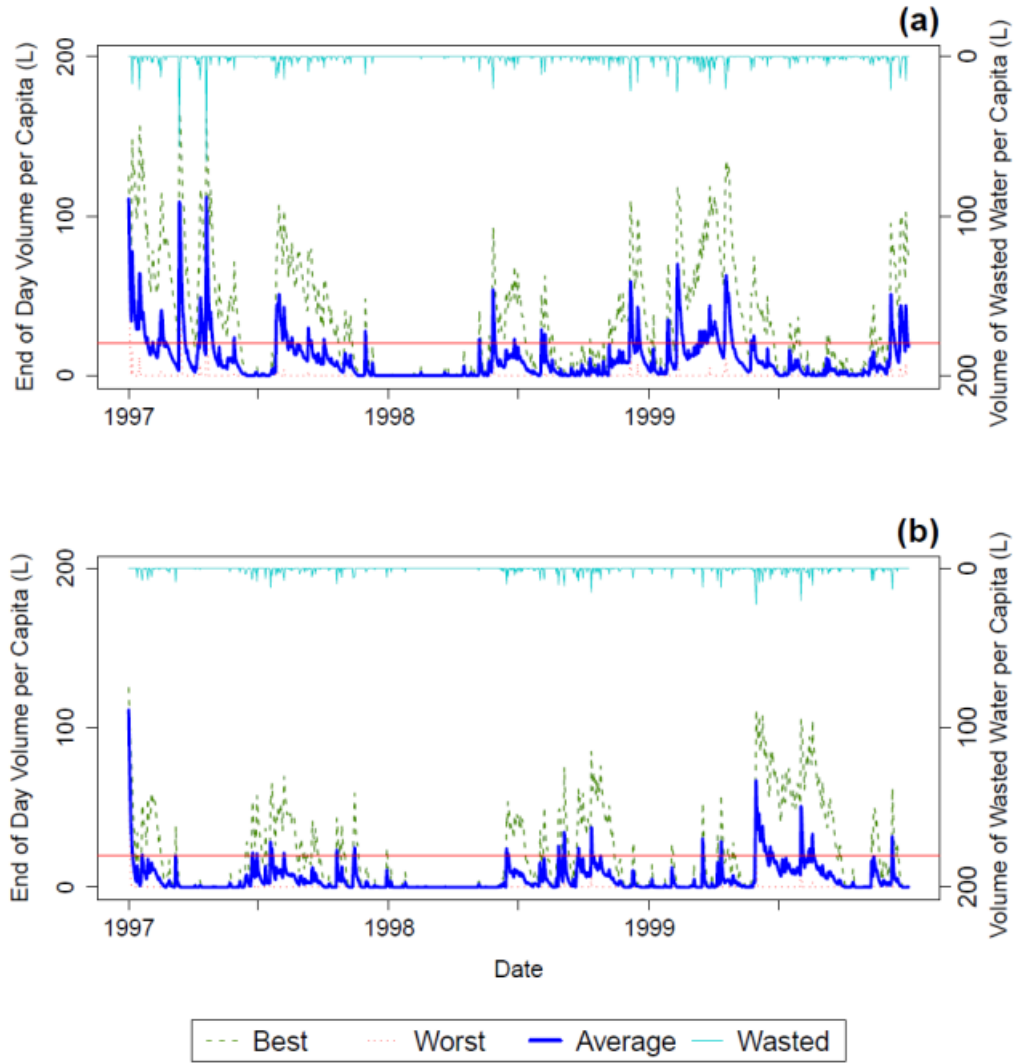 (a)
End of Day Volume per Capita (L)
200
100
0
0
100
200
Volume of Wasted Water per Capita (L)
1997
1998
1999
(b)
End of Day Volume per Capita (L)
200
100
0
0
100
200
Volume of Wasted Water per Capita (L)
1997
1998
1999
Date
Best Worst Average Wasted